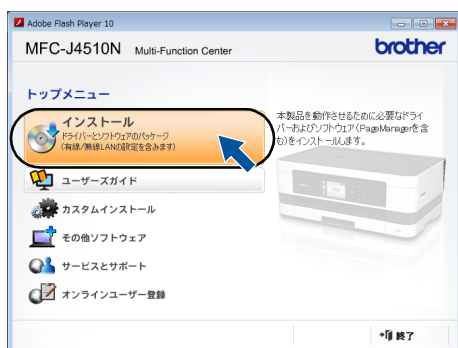 Adobe Flash Player 10
MFC-J4510N Multi-Function Center
brother
トップメニュー
インストール
ドライバーとソフトウェアのパッケージ
(有線/無線LANの設定を含みます)
本製品を動作させるために必要なドライ
バーおよびソフトウェア(PageManagerを含
む)をインストールします。
ユーザーズガイド
カスタムインストール
その他ソフトウェア
サービスとサポート
オンラインユーザー登録
終了